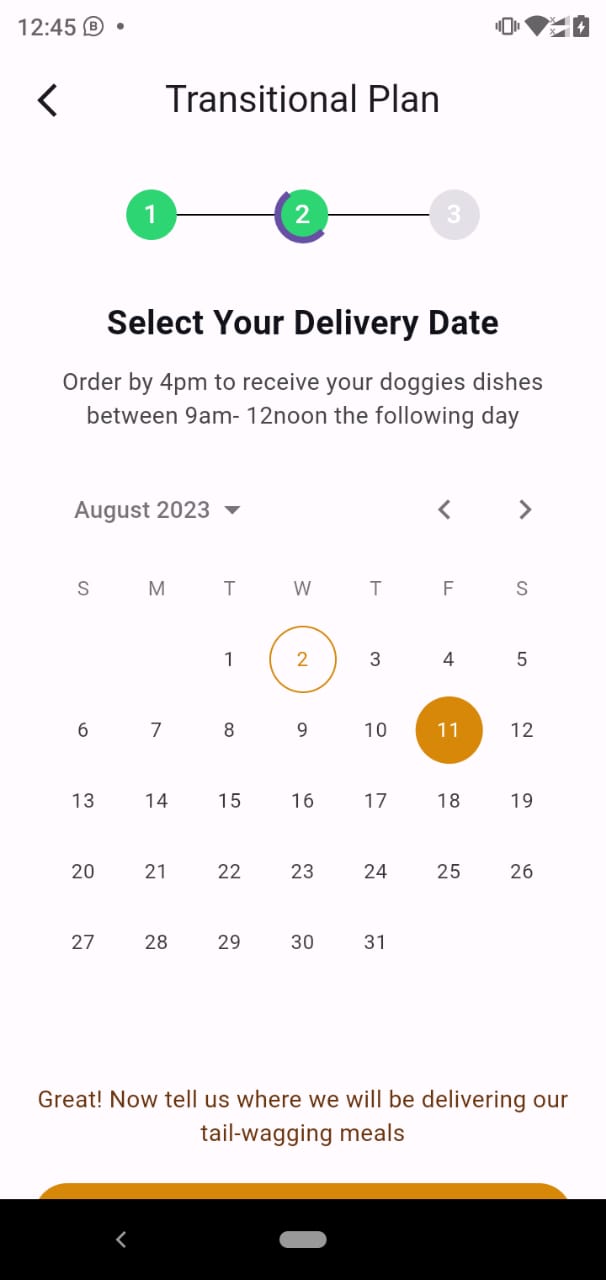 12:45
Transitional Plan
1 2 3
Select Your Delivery Date
Order by 4pm to receive your doggies dishes
between 9am- 12noon the following day
August 2023
S M T W T F S
1 2 3 4 5
6 7 8 9 10 11 12
13 14 15 16 17 18 19
20 21 22 23 24 25 26
27 28 29 30 31
Great! Now tell us where we will be delivering our
tail-wagging meals